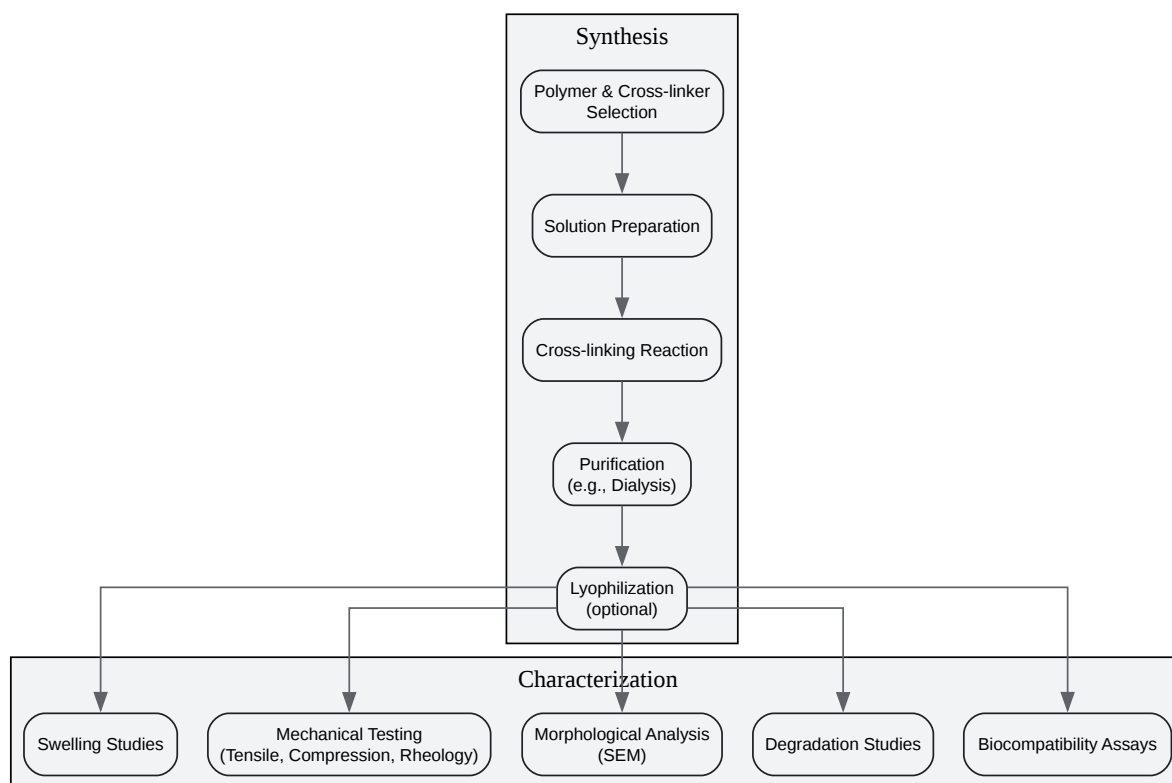 Synthesis
Polymer & Cross-linker
Selection
Solution Preparation
Cross-linking Reaction
Purification
(e.g., Dialysis)
Lyophilization
(optional)
Characterization
Swelling Studies
Mechanical Testing
(Tensile, Compression, Rheology)
Morphological Analysis
(SEM)
Degradation Studies
Biocompatibility Assays